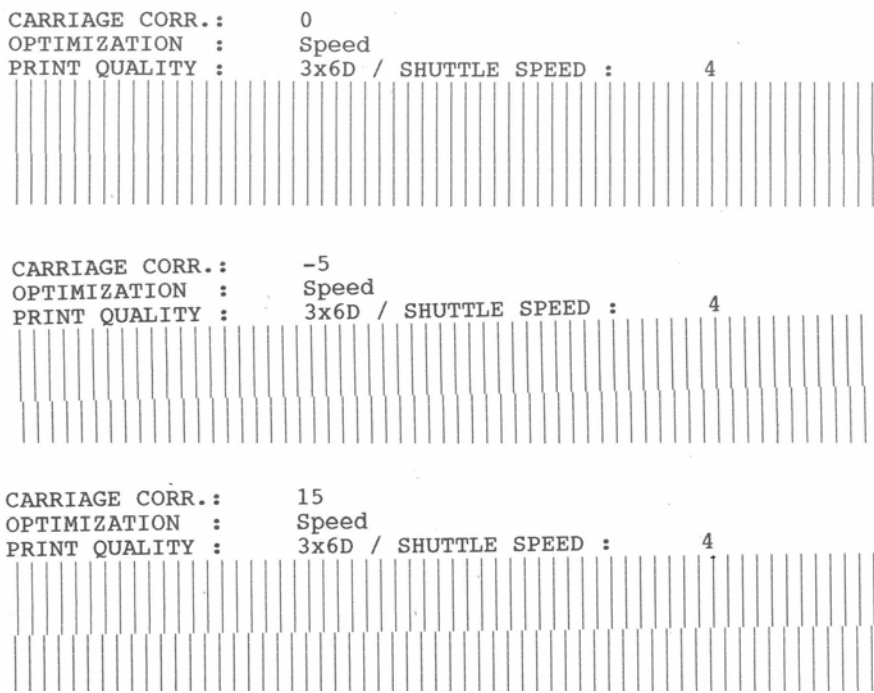 CARRIAGE CORR.: 0
OPTIMIZATION : Speed
PRINT QUALITY : 3x6D / SHUTTLE SPEED : 4
CARRIAGE CORR.: -5
OPTIMIZATION : Speed
PRINT QUALITY : 3x6D / SHUTTLE SPEED : 4
CARRIAGE CORR.: 15
OPTIMIZATION : Speed
PRINT QUALITY : 3x6D / SHUTTLE SPEED : 4